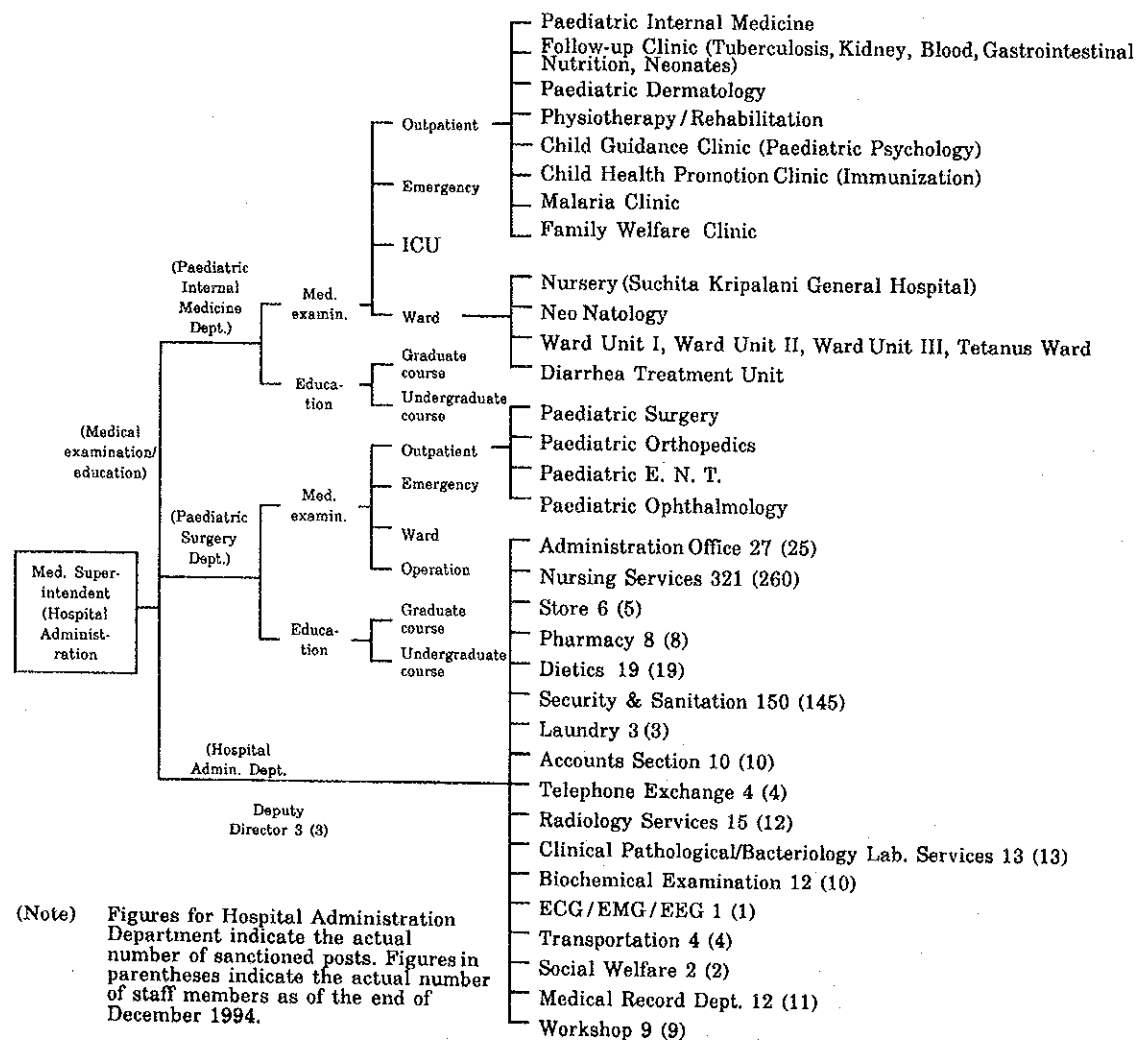 Paediatric Internal Medicine
Follow-up Clinic (Tuberculosis, Kidney, Blood, Gastrointestinal
Nutrition, Neonates)
Paediatric Dermatology
Outpatient
Physiotherapy/Rehabilitation
Child Guidance Clinic (Paediatric Psychology)
Child Health Promotion Clinic (Immunization)
Emergency
Malaria Clinic
Family Welfare Clinic
ICU
(Paediatric
Internal
Medicine
Dept.)
Med.
examin.
Ward
Nursery (Suchita Kripalani General Hospital)
Neo Natology
Ward Unit I, Ward Unit II, Ward Unit III, Tetanus Ward
Diarrhea Treatment Unit
Educa-
tion
Graduate
course
Undergraduate
course
(Medical
examination/
education)
Outpatient
Paediatric Surgery
Paediatric Orthopedics
Paediatric E. N. T.
Paediatric Ophthalmology
Emergency
(Paediatric
Surgery
Dept.)
Med.
examin.
Ward
Operation
Med. Super-
intendent
(Hospital
Administ-
ration
Educa-
tion
Graduate
course
Undergraduate
course
Administration Office 27 (25)
Nursing Services 321 (260)
Store 6 (5)
Pharmacy 8 (8)
Dietics 19 (19)
Security & Sanitation 150 (145)
Laundry 3 (3)
Accounts Section 10 (10)
Telephone Exchange 4 (4)
Radiology Services 15 (12)
Clinical Pathological/Bacteriology Lab. Services 13 (13)
Biochemical Examination 12 (10)
ECG/EMG/EEG 1 (1)
Transportation 4 (4)
Social Welfare 2 (2)
Medical Record Dept. 12 (11)
Workshop 9 (9)
(Hospital
Admin. Dept.
Deputy
Director 3 (3)
(Note) Figures for Hospital Administration
Department indicate the actual
number of sanctioned posts. Figures in
parentheses indicate the actual number
of staff members as of the end of
December 1994.